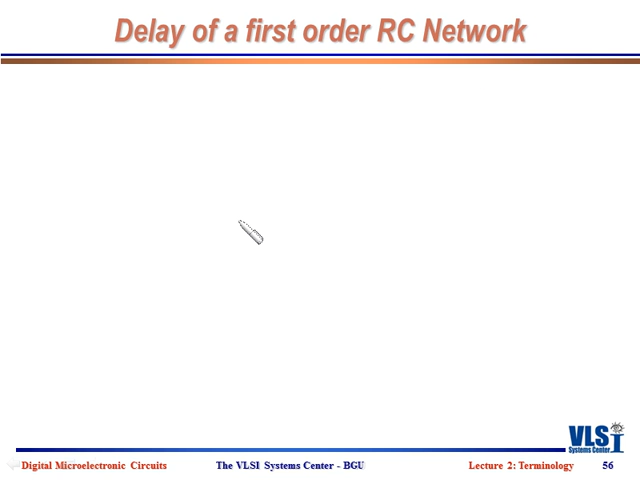 Delay of a first order RC Network
VLSI
Systems Center
Digital Microelectronic Circuits
The VLSI Systems Center - BGU
Lecture 2: Terminology
56